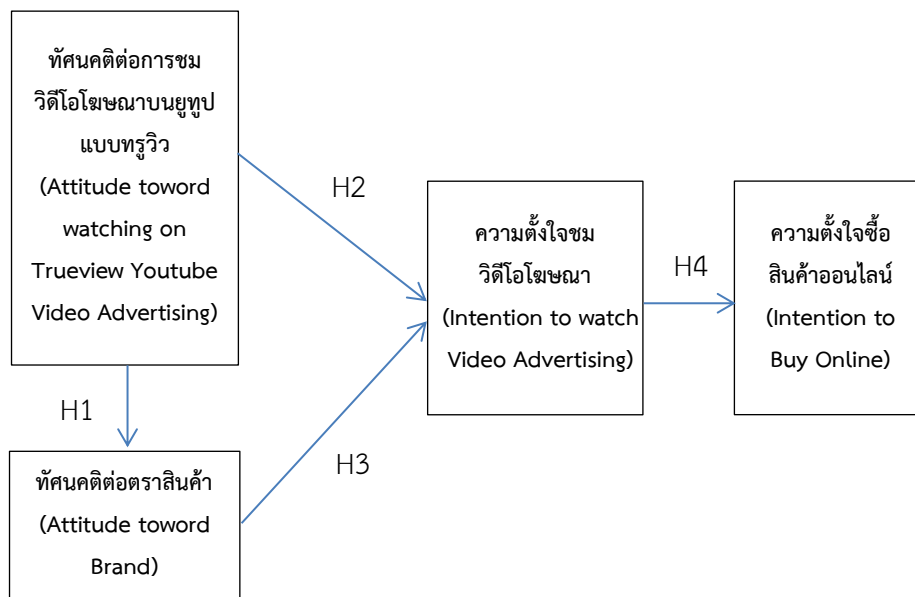 ทัศนคติต่อการชม
วิดีโอโฆษณาบนยูทูป
แบบทรูวิว
(Attitude toword
watching on
Trueview Youtube
Video Advertising)
H2
ความตั้งใจชม
วิดีโอโฆษณา
(Intention to watch
Video Advertising)
H4
ความตั้งใจซื้อ
สินค้าออนไลน์
(Intention to
Buy Online)
H1
H3
ทัศนคติต่อตราสินค้า
(Attitude toword
Brand)